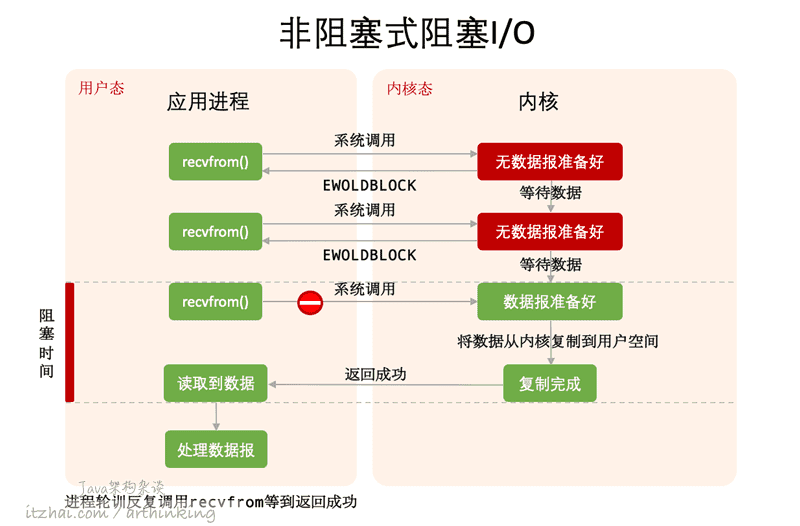 非阻塞式阻塞I/O
用户态
内核态
应用进程
内核
系统调用
recvfrom()
无数据报准备好
EWOLDBLOCK
等待数据
系统调用
recvfrom()
无数据报准备好
EWOLDBLOCK
等待数据
系统调用
recvfrom()
数据报准备好
阻塞时间
将数据从内核复制到用户空间
返回成功
读取到数据
复制完成
处理数据报
Java架构杂谈
进程轮训反复调用recvfrom等到返回成功
itzhai.com / arthinking